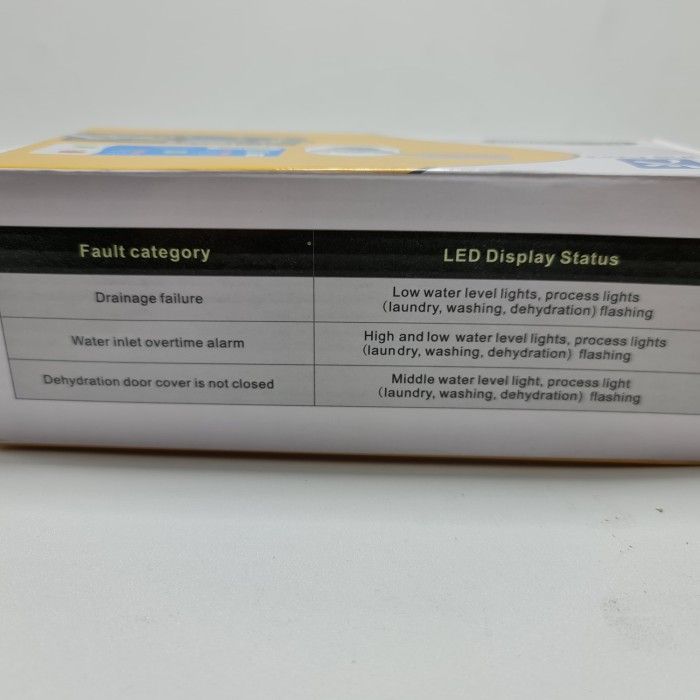 Fault category
LED Display Status
Drainage failure
Low water level lights, process lights
(laundry, washing, dehydration) flashing
Water inlet overtime alarm
High and low water level lights, process lights
(laundry, washing, dehydration) flashing
Dehydration door cover is not closed
Middle water level light, process light
(laundry, washing, dehydration) flashing